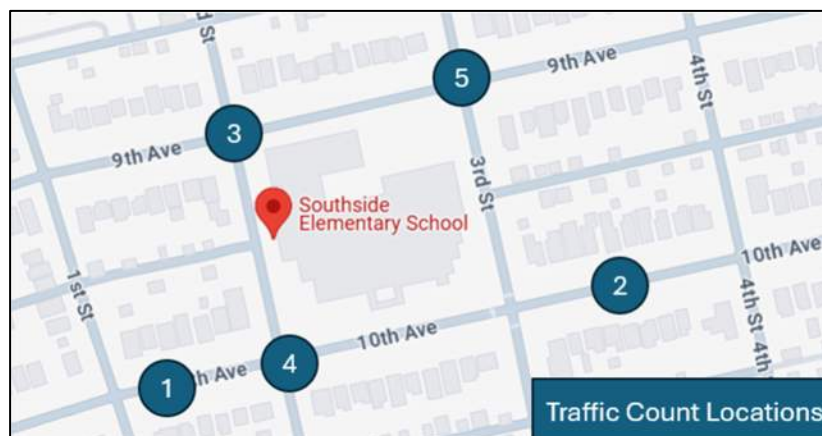 d St
5
9th Ave
4th St
3
9th Ave
3rd St
Southside
Elementary School
10th Ave
1st St
2
4th St
4th
10th Ave
4
1
th Ave
Traffic Count Locations